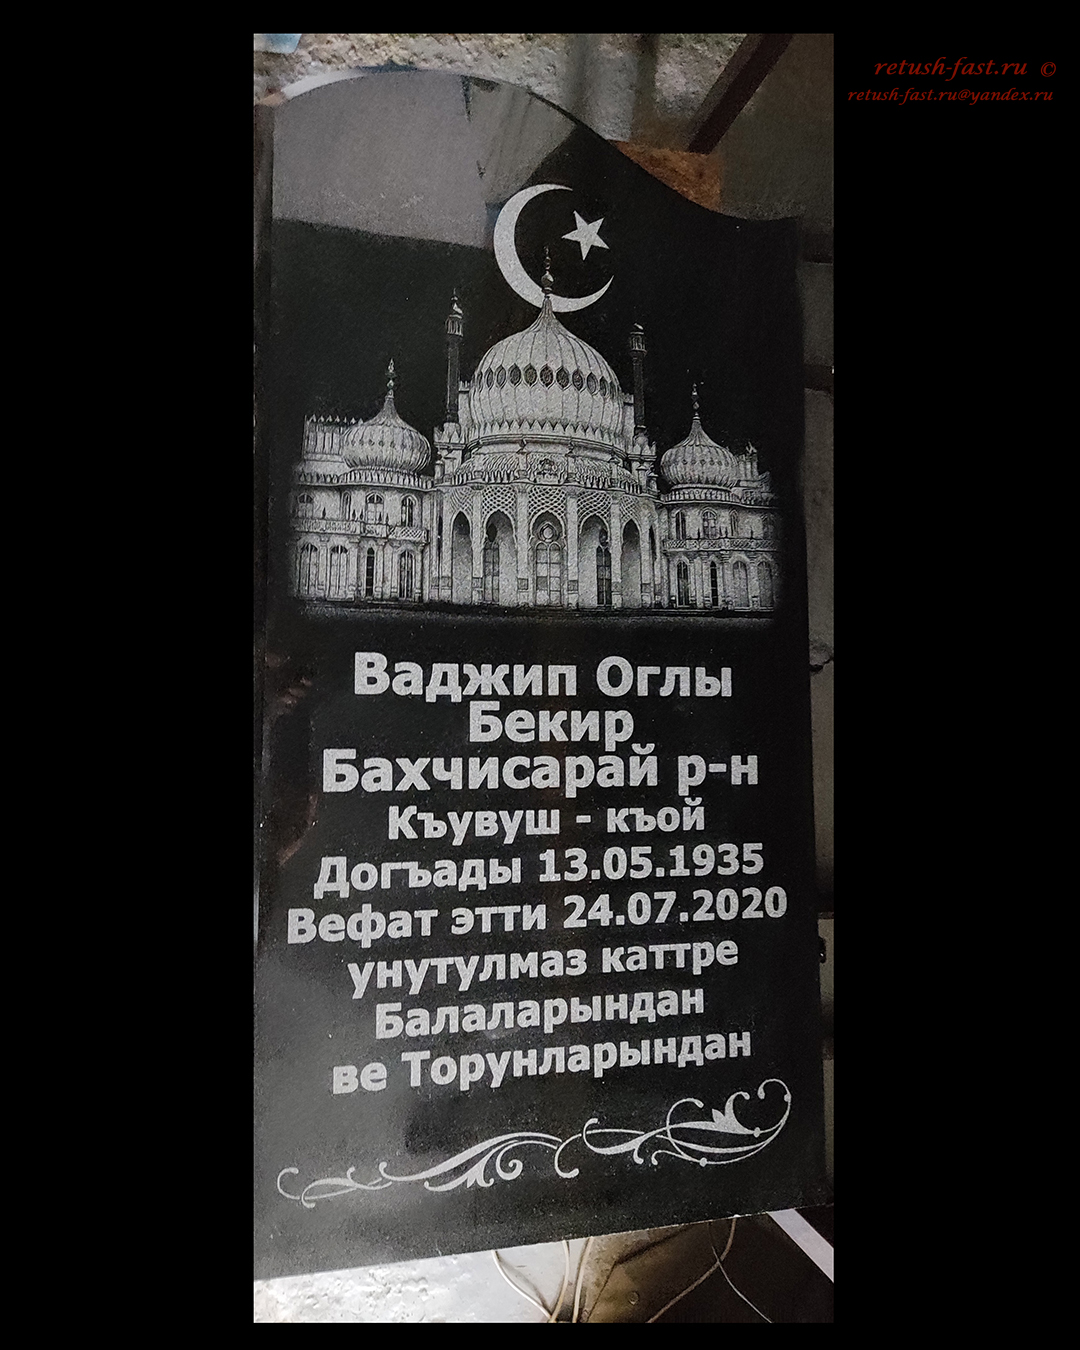 retush-fast.ru ©
retush-fast.ru@yandex.ru
Ваджип Оглы
Бекир
Бахчисарай р-н
Къувуш - къой
Догъады 13.05.1935
Вефат этти 24.07.2020
унутулмаз каттре
Балаларындан
ве Торунларындан